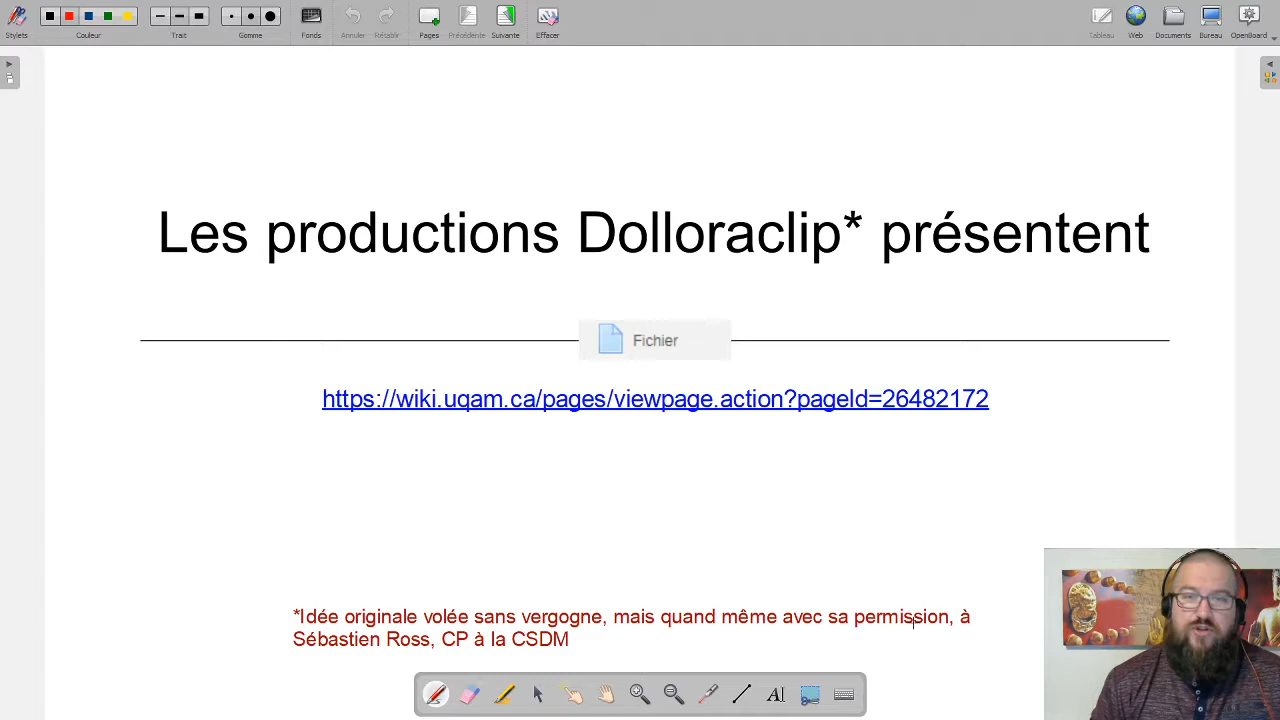 Stylets Couleur Trait Gomme Fonds Annuler Rétablir Pages Précédente Suivante Effacer Tableau Web Documents Bureau OpenBoard
Les productions Dolloraclip* présentent
Fichier
https://wiki.uqam.ca/pages/viewpage.action?pageId=26482172
*Idée originale volée sans vergogne, mais quand même avec sa permission, à
Sébastien Ross, CP à la CSDM
AI